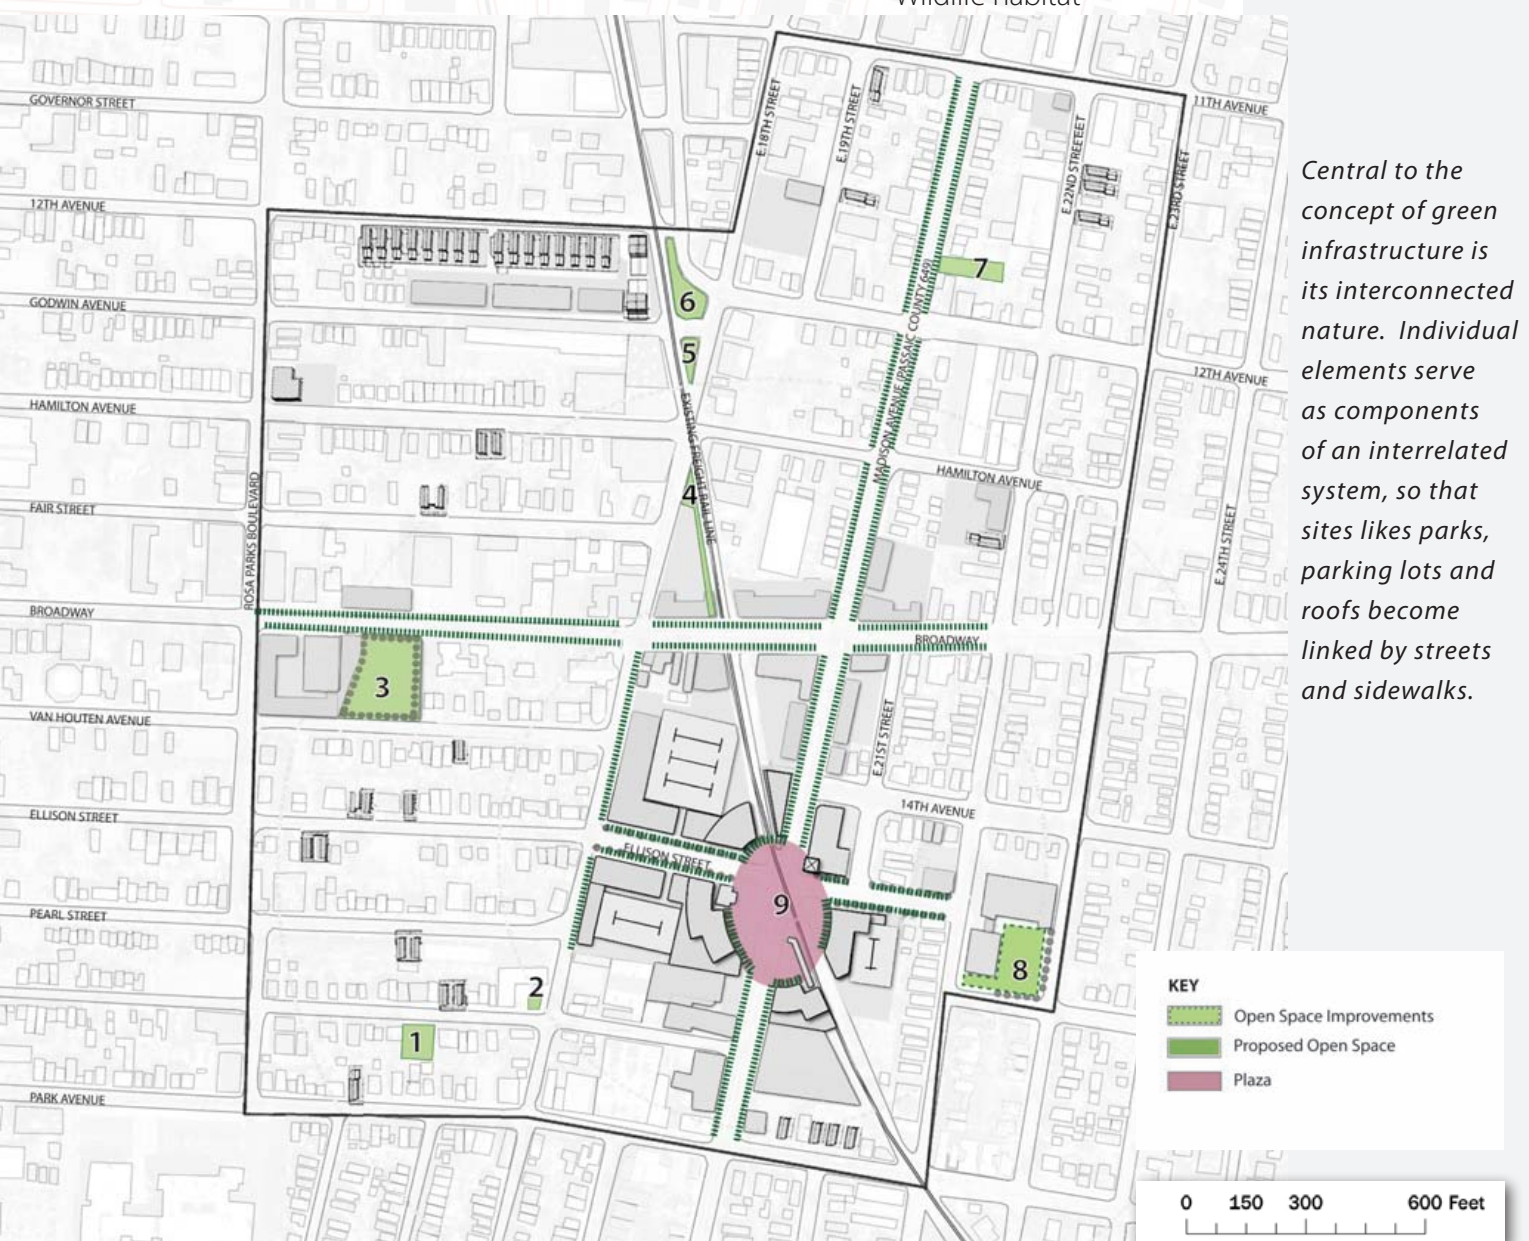 Wildlife Habitat
GOVERNOR STREET
12TH AVENUE
GODWIN AVENUE
HAMILTON AVENUE
FAIR STREET
BROADWAY
VAN HOUTEN AVENUE
ELLISON STREET
PEARL STREET
PARK AVENUE
ROSA PARKS BOULEVARD
E.18TH STREET
E.19TH STREET
E.22ND STREETEET
E.23RD STREET
11TH AVENUE
12TH AVENUE
MADISON AVENUE (PASSAIC COUNTY 649)
EXISTING FREIGHT RAIL LINE
HAMILTON AVENUE
E.24TH STREET
BROADWAY
E.21ST STREET
14TH AVENUE
ELLISON STREET
7
6
5
4
3
9
8
2
1
Central to the
concept of green
infrastructure is
its interconnected
nature. Individual
elements serve
as components
of an interrelated
system, so that
sites likes parks,
parking lots and
roofs become
linked by streets
and sidewalks.
KEY
Open Space Improvements
Proposed Open Space
Plaza
0 150 300 600 Feet